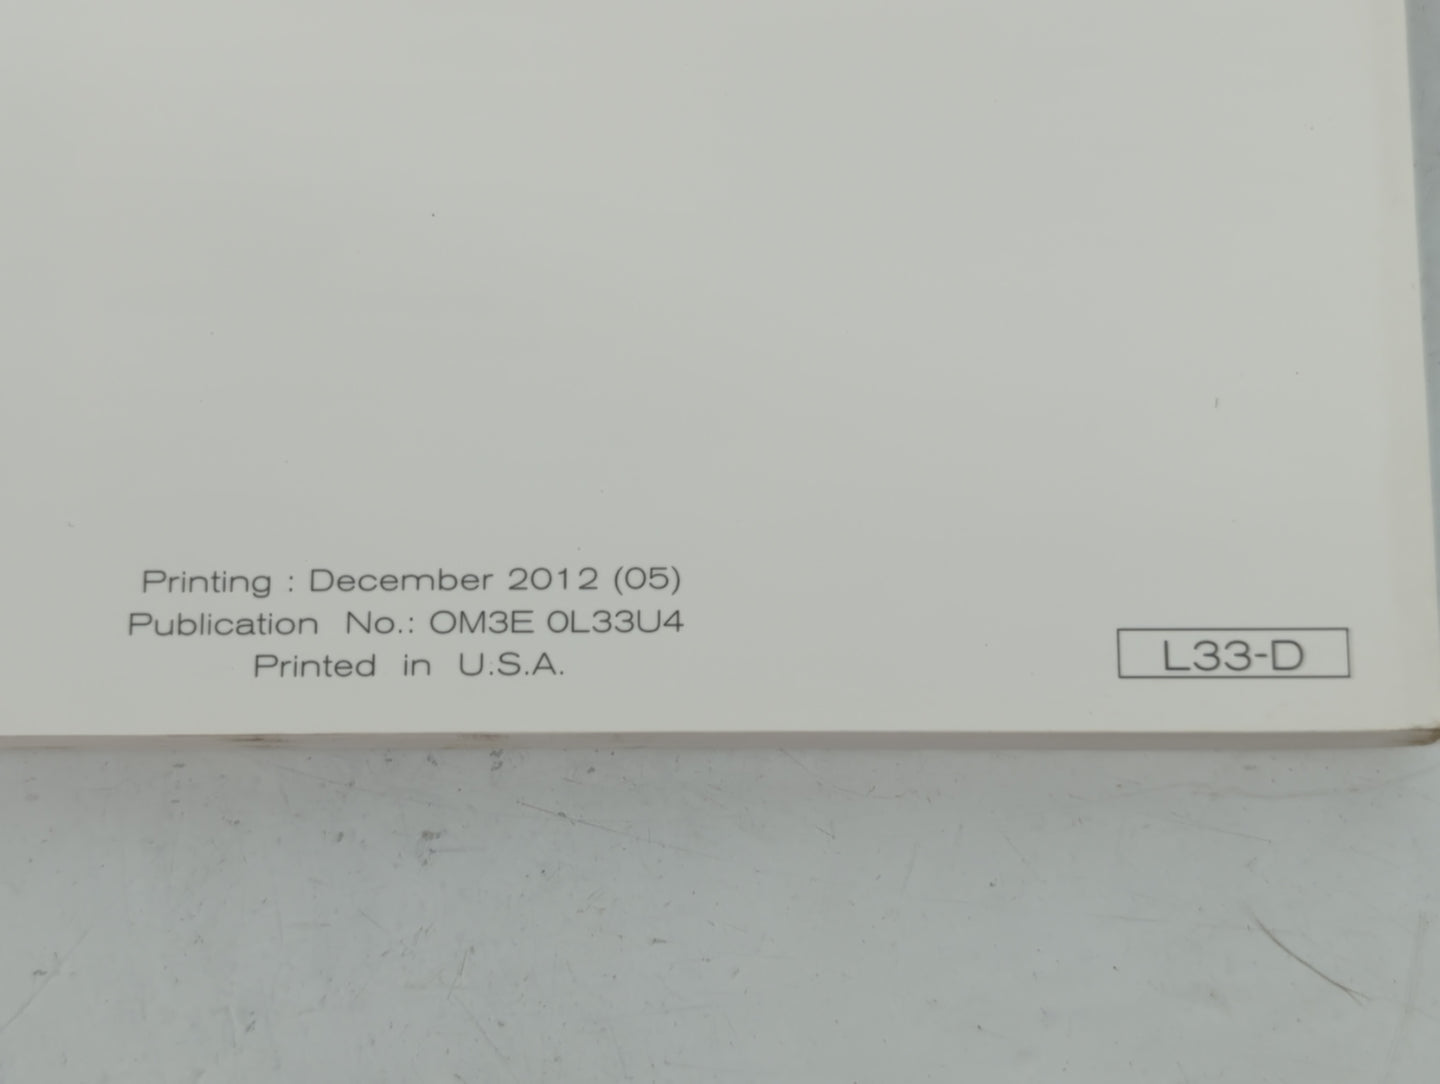 Printing : December 2012 (05)
Publication No.: OM3E 0L33U4
Printed in U.S.A.
L33-D